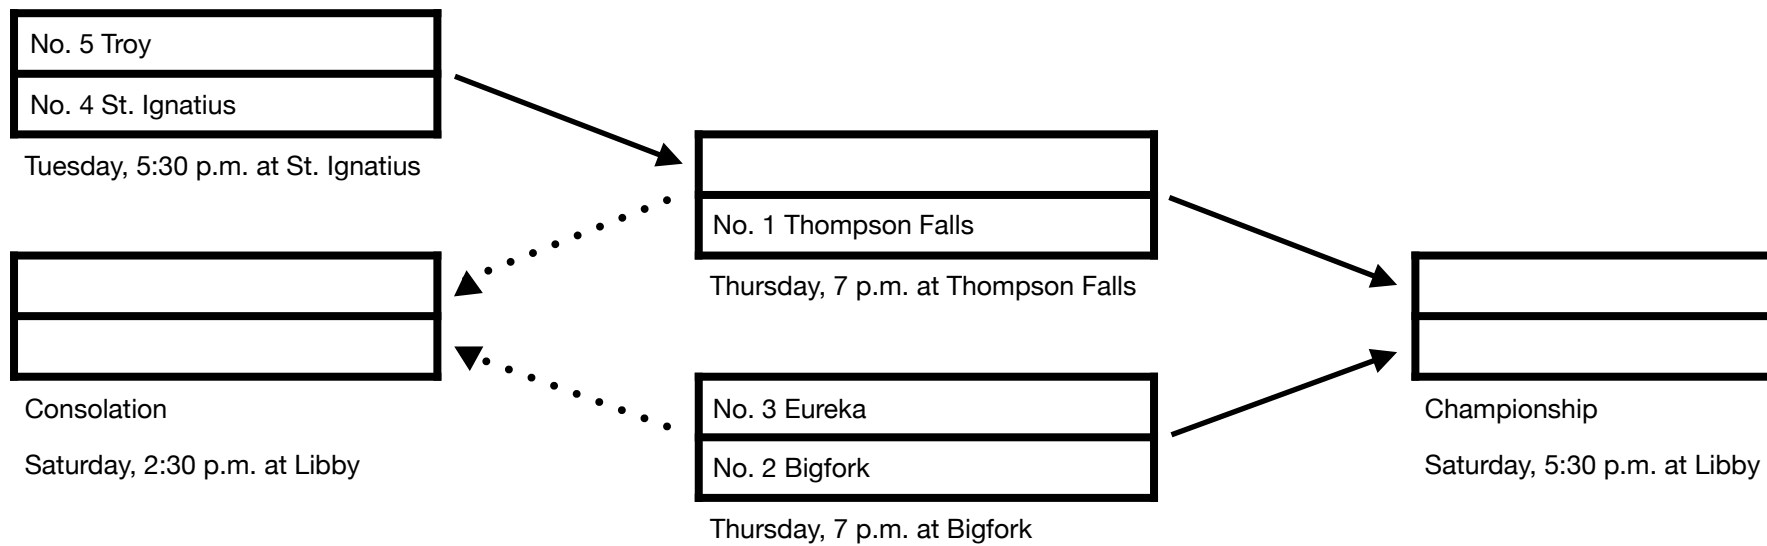 No. 5 Troy
No. 4 St. Ignatius
Tuesday, 5:30 p.m. at St. Ignatius
No. 1 Thompson Falls
Thursday, 7 p.m. at Thompson Falls
Consolation
Saturday, 2:30 p.m. at Libby
No. 3 Eureka
No. 2 Bigfork
Thursday, 7 p.m. at Bigfork
Championship
Saturday, 5:30 p.m. at Libby